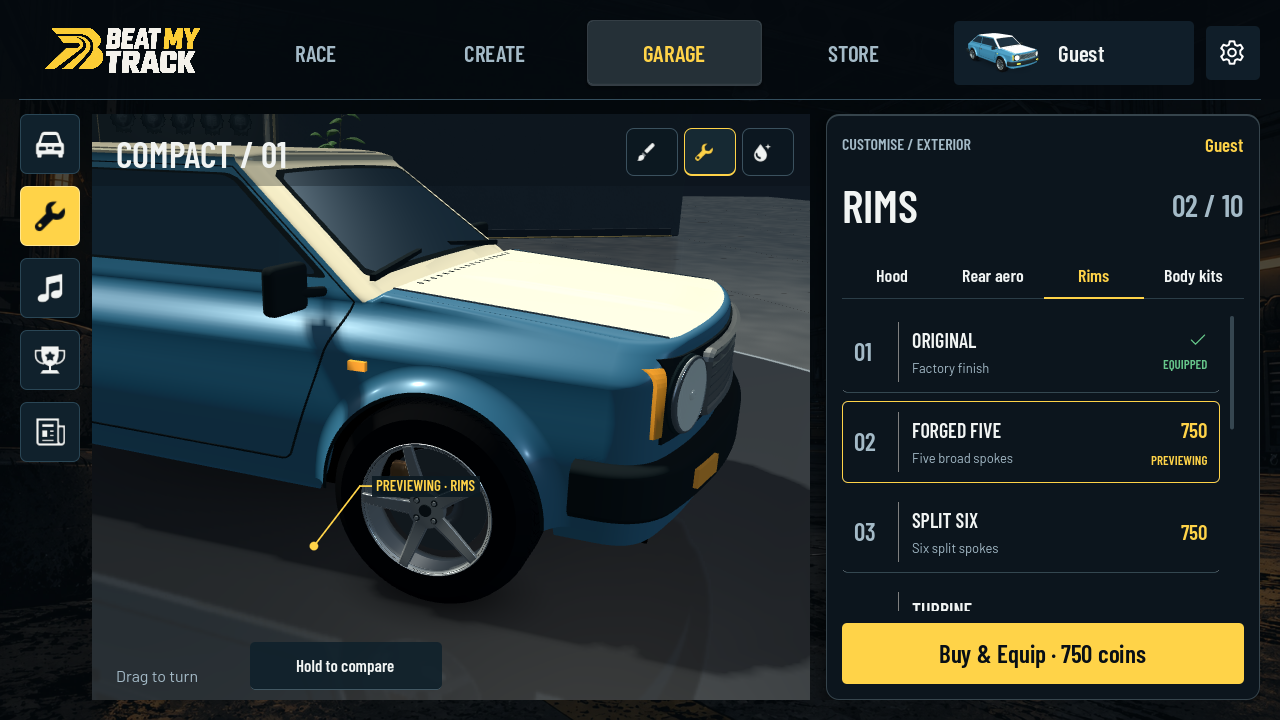 BEAT MY
TRACK
RACE
CREATE
GARAGE
STORE
Guest
COMPACT / 01
PREVIEWING · RIMS
Drag to turn
Hold to compare
CUSTOMISE / EXTERIOR
Guest
RIMS
02 / 10
Hood
Rear aero
Rims
Body kits
01
ORIGINAL
Factory finish
EQUIPPED
02
FORGED FIVE
Five broad spokes
750
PREVIEWING
03
SPLIT SIX
Six split spokes
750
TURBINE
Buy & Equip · 750 coins